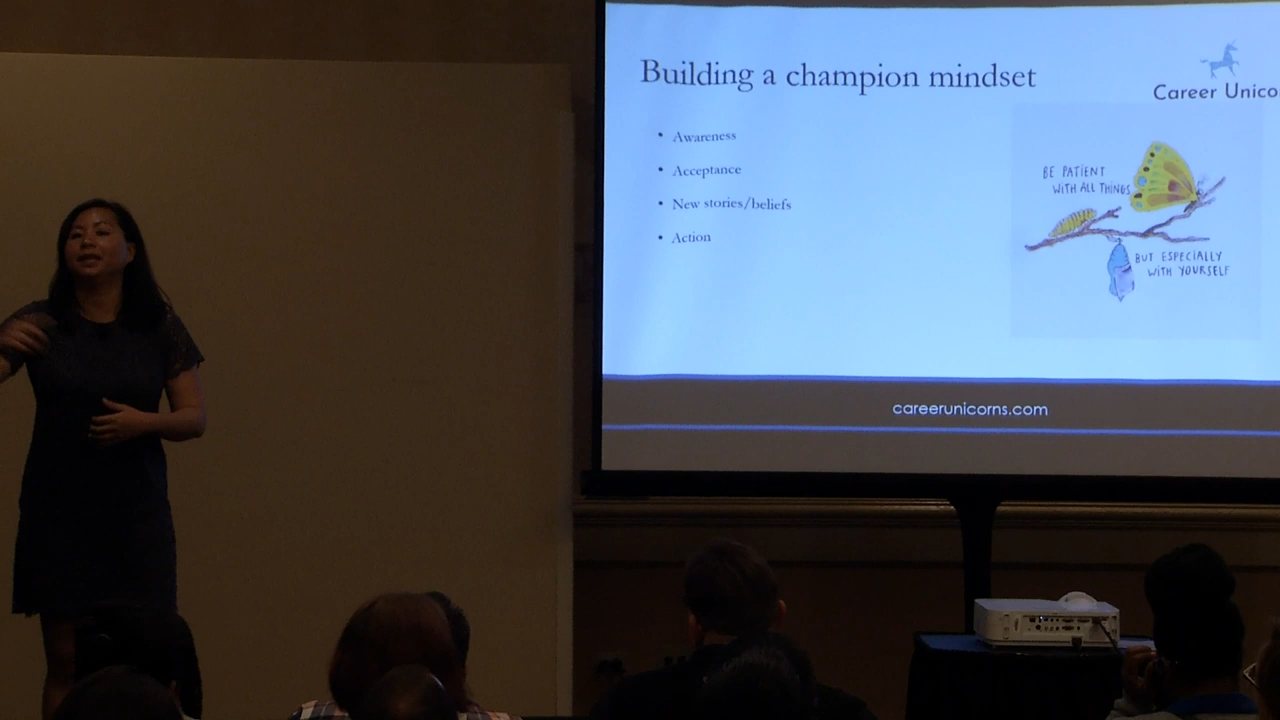 Building a champion mindset
Career Unico
• Awareness
• Acceptance
• New stories/beliefs
• Action
BE PATIENT
WITH ALL THINGS
BUT ESPECIALLY
WITH YOURSELF
careerunicorns.com